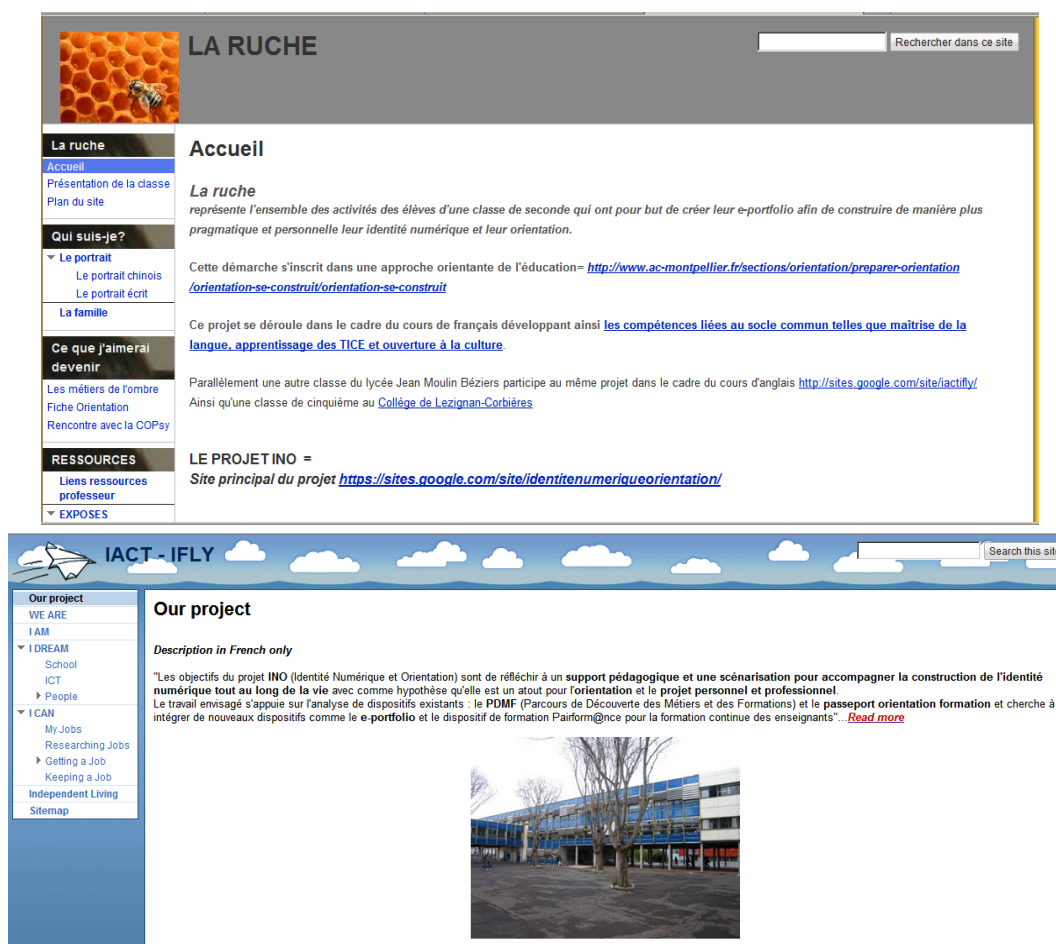 LA RUCHE
Rechercher dans ce site
La ruche
Accueil
Présentation de la classe
Plan du site
Qui suis-je?
Le portrait
Le portrait chinois
Le portrait écrit
La famille
Ce que j'aimerai
devenir
Les métiers de l'ombre
Fiche Orientation
Rencontre avec la COPsy
RESSOURCES
Liens ressources
professeur
EXPOSES
Accueil
La ruche
représente l'ensemble des activités des élèves d'une classe de seconde qui ont pour but de créer leur e-portfolio afin de construire de manière plus
pragmatique et personnelle leur identité numérique et leur orientation.
Cette démarche s'inscrit dans une approche orientante de l'éducation= http://www.ac-montpellier.fr/sections/orientation/preparer-orientation
/orientation-se-construit/orientation-se-construit
Ce projet se déroule dans le cadre du cours de français développant ainsi les compétences liées au socle commun telles que maîtrise de la
langue, apprentissage des TICE et ouverture à la culture.
Parallèlement une autre classe du lycée Jean Moulin Béziers participe au même projet dans le cadre du cours d'anglais http://sites.google.com/site/iactifly/
Ainsi qu'une classe de cinquième au Collège de Lezignan-Corbières
LE PROJET INO =
Site principal du projet https://sites.google.com/site/identitenumeriqueorientation/
IACT - IFLY
Search this site
Our project
WE ARE
I AM
I DREAM
School
ICT
People
I CAN
My Jobs
Researching Jobs
Getting a Job
Keeping a Job
Independent Living
Sitemap
Our project
Description in French only
"Les objectifs du projet INO (Identité Numérique et Orientation) sont de réfléchir à un support pédagogique et une scénarisation pour accompagner la construction de l'identité
numérique tout au long de la vie avec comme hypothèse qu'elle est un atout pour l'orientation et le projet personnel et professionnel.
Le travail envisagé s'appuie sur l'analyse de dispositifs existants : le PDMF (Parcours de Découverte des Métiers et des Formations) et le passeport orientation formation et cherche à
intégrer de nouveaux dispositifs comme le e-portfolio et le dispositif de formation Pairform@nce pour la formation continue des enseignants"...Read more